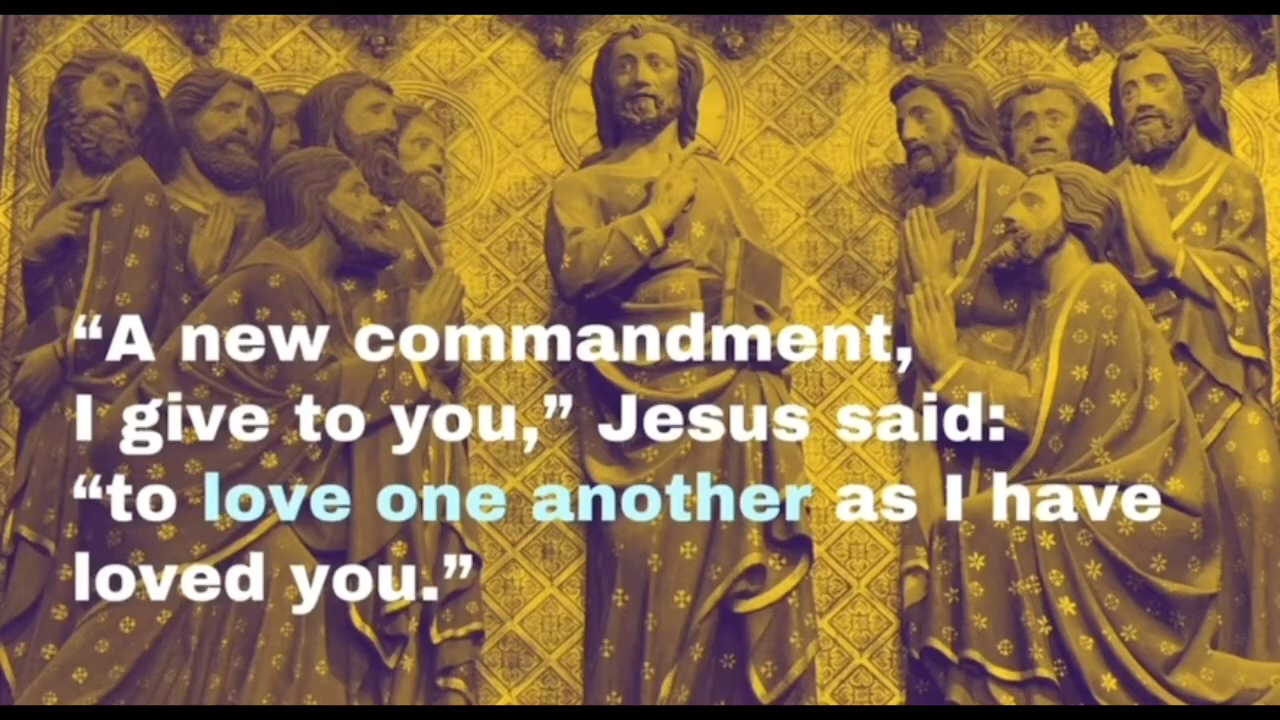 “A new commandment,
I give to you,” Jesus said:
“to love one another as I have
loved you.”